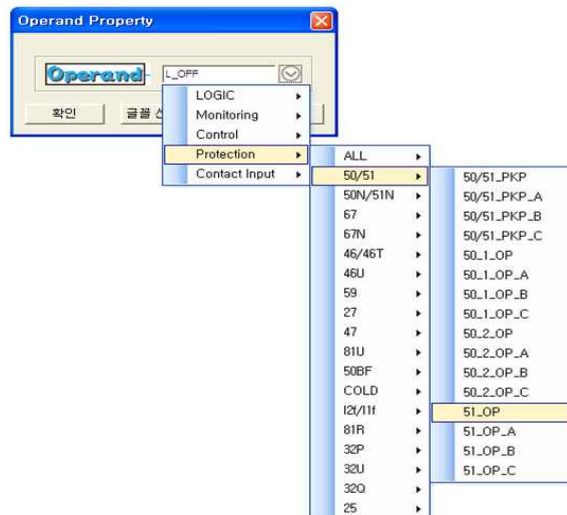 Operand Property
Operand
L_OFF
확인
글꼴
LOGIC
Monitoring
Control
Protection
Contact Input
ALL
50/51
50N/51N
67
67N
46/46T
46U
59
27
47
81U
50BF
COLD
I2f/I1f
81R
32P
32U
32Q
25
50/51_PKP
50/51_PKP_A
50/51_PKP_B
50/51_PKP_C
50_1_OP
50_1_OP_A
50_1_OP_B
50_1_OP_C
50_2_OP
50_2_OP_A
50_2_OP_B
50_2_OP_C
51_OP
51_OP_A
51_OP_B
51_OP_C